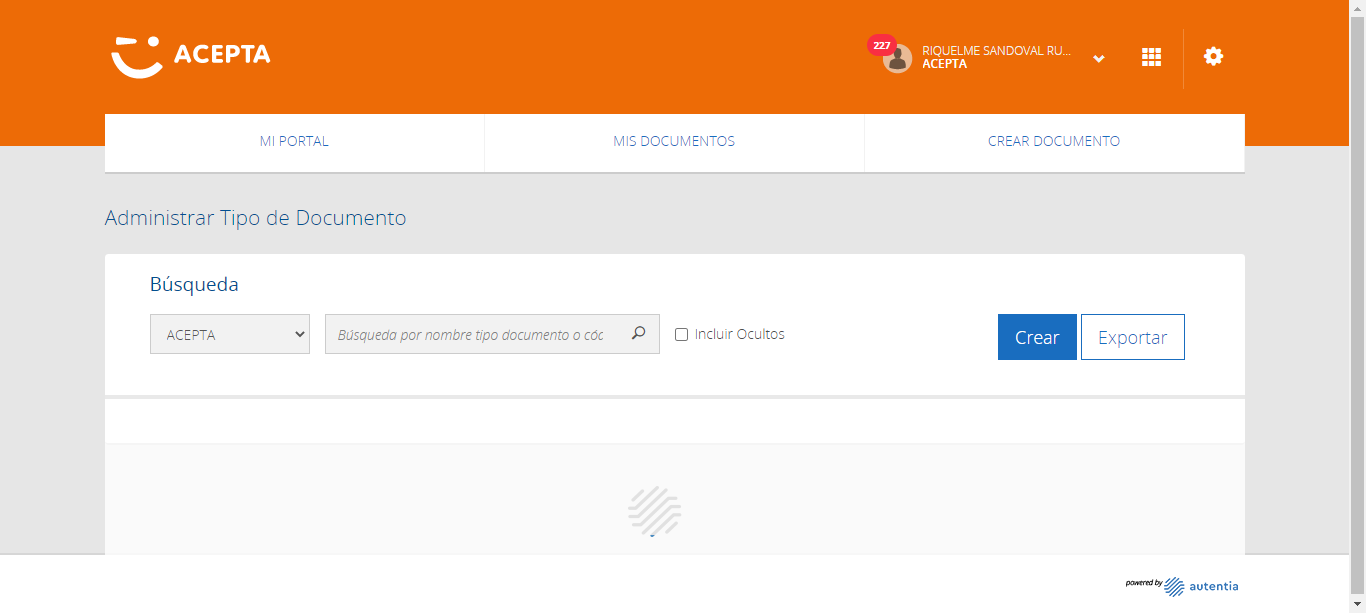 ACEPTA
227
RIQUELME SANDOVAL RU...
ACEPTA
MI PORTAL
MIS DOCUMENTOS
CREAR DOCUMENTO
Administrar Tipo de Documento
Búsqueda
ACEPTA
Búsqueda por nombre tipo documento o cóc
Incluir Ocultos
Crear
Exportar
powered by autentia